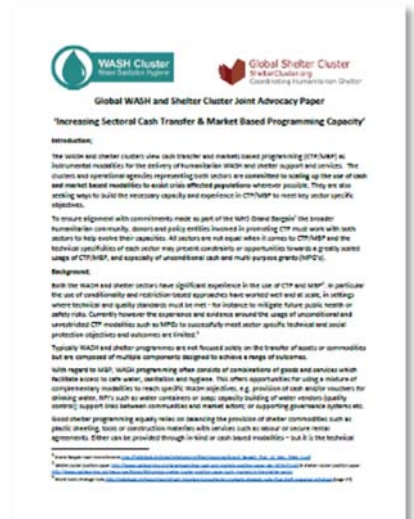 WASH Cluster
Water Sanitation Hygiene
Global Shelter Cluster
ShelterCluster.org
Coordinating Humanitarian Shelter
Global WASH and Shelter Cluster Joint Advocacy Paper
'Increasing Sectoral Cash Transfer & Market Based Programming Capacity'
Introduction;
The WASH and shelter clusters view cash transfer and markets based programming (CTP/MBP) as
instrumental modalities for the delivery of humanitarian WASH and shelter support and services. The
clusters and operational agencies representing both sectors are committed to scaling up the use of cash
and market based modalities to assist crisis affected populations wherever possible. They are also
seeking ways to build the necessary capacity and experience in CTP/MBP to meet key sector specific
objectives.
To ensure alignment with commitments made as part of the WHS Grand Bargain¹ the broader
humanitarian community, donors and policy entities involved in promoting CTP must work with both
sectors to help evolve their capacities. All sectors are not equal when it comes to CTP/MBP and the
technical specificities of each sector may present constraints or opportunities towards a greatly scaled
usage of CTP/MBP, and especially of unconditional cash and multi purpose grants (MPG's).
Background;
Both the WASH and shelter sectors have significant experience in the use of CTP and MBP², in particular
the use of conditionality and restriction based approaches have worked well and at scale, in settings
where technical and quality standards must be met - for instance to mitigate future public health or
safety risks. Currently however the experience and evidence around the usage of unconditional and
unrestricted CTP modalities such as MPGs to successfully meet sector specific technical and social
protection objectives and outcomes are limited.³
Typically WASH and shelter programmes are not focused solely on the transfer of assets or commodities
but are composed of multiple components designed to achieve a range of outcomes.
With regard to MBP, WASH programming often consists of combinations of goods and services which
facilitate access to safe water, sanitation and hygiene. This offers opportunities for using a mixture of
complementary modalities to reach specific WASH objectives, e.g. provision of cash and/or vouchers for
drinking water, NFI's such as water containers or soap; capacity building of water vendors (quality
control); support links between communities and market actors; or supporting governance systems etc.
Good shelter programming equally relies on balancing the provision of shelter commodities such as
plastic sheeting, tools or construction materials with services such as labour or secure rental
agreements. Either can be provided through in-kind or cash based modalities – but it is the technical